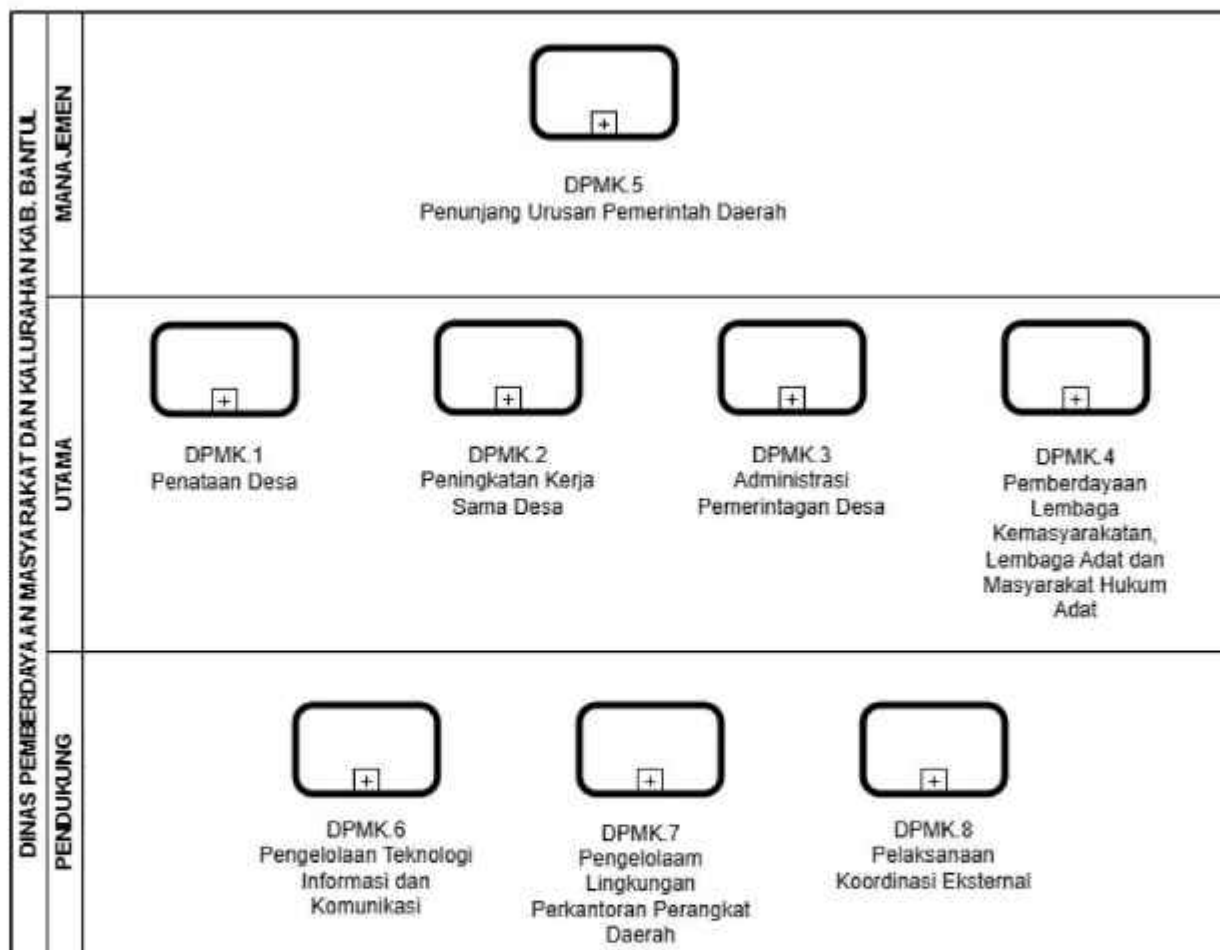 DINAS PEMBERDAYAAN MASYARAKAT DAN KALURAHAN KAB. BANTUL
MANAJEMEN
DPMK.5
Penunjang Urusan Pemerintah Daerah
UTAMA
DPMK.1
Penataan Desa
DPMK.2
Peningkatan Kerja
Sama Desa
DPMK.3
Administrasi
Pemerintagan Desa
DPMK.4
Pemberdayaan
Lembaga
Kemasyarakatan,
Lembaga Adat dan
Masyarakat Hukum
Adat
PENDUKUNG
DPMK.6
Pengelolaan Teknologi
Informasi dan
Komunikasi
DPMK.7
Pengelolaam
Lingkungan
Perkantoran Perangkat
Daerah
DPMK.8
Pelaksanaan
Koordinasi Eksternal